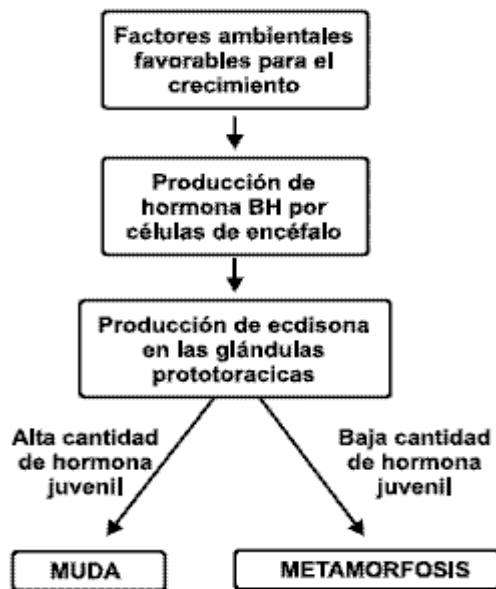 Factores ambientales
favorables para el
crecimiento
Producción de
hormona BH por
células de encéfalo
Producción de ecdisona
en las glándulas
prototoracicas
Alta cantidad
de hormona
juvenil
Baja cantidad
de hormona
juvenil
MUDA
METAMORFOSIS